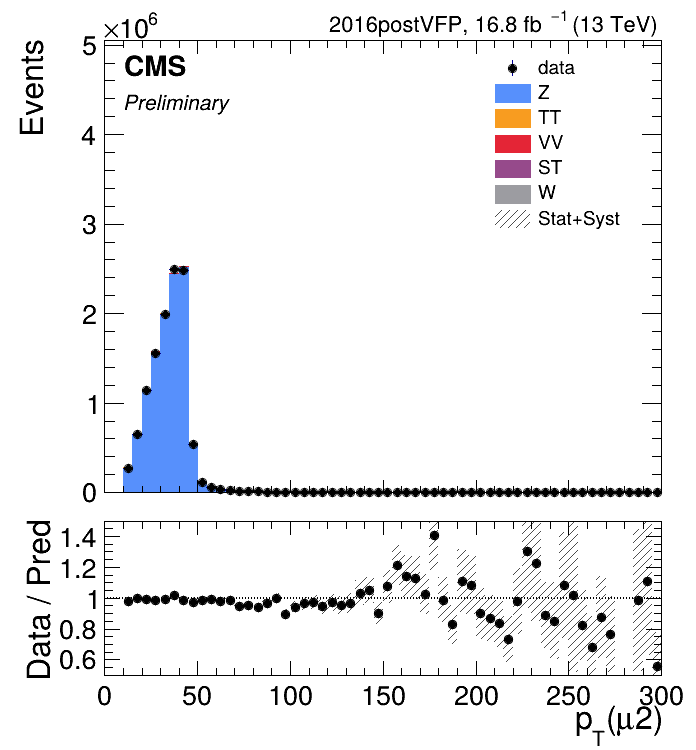 ×10⁶
2016postVFP, 16.8 fb⁻¹ (13 TeV)
Events
5
4
3
2
1
0
CMS
Preliminary
data
Z
TT
VV
ST
W
Stat+Syst
Data / Pred
1.4
1.2
1
0.8
0.6
0 50 100 150 200 250 300
p_T(μ2)